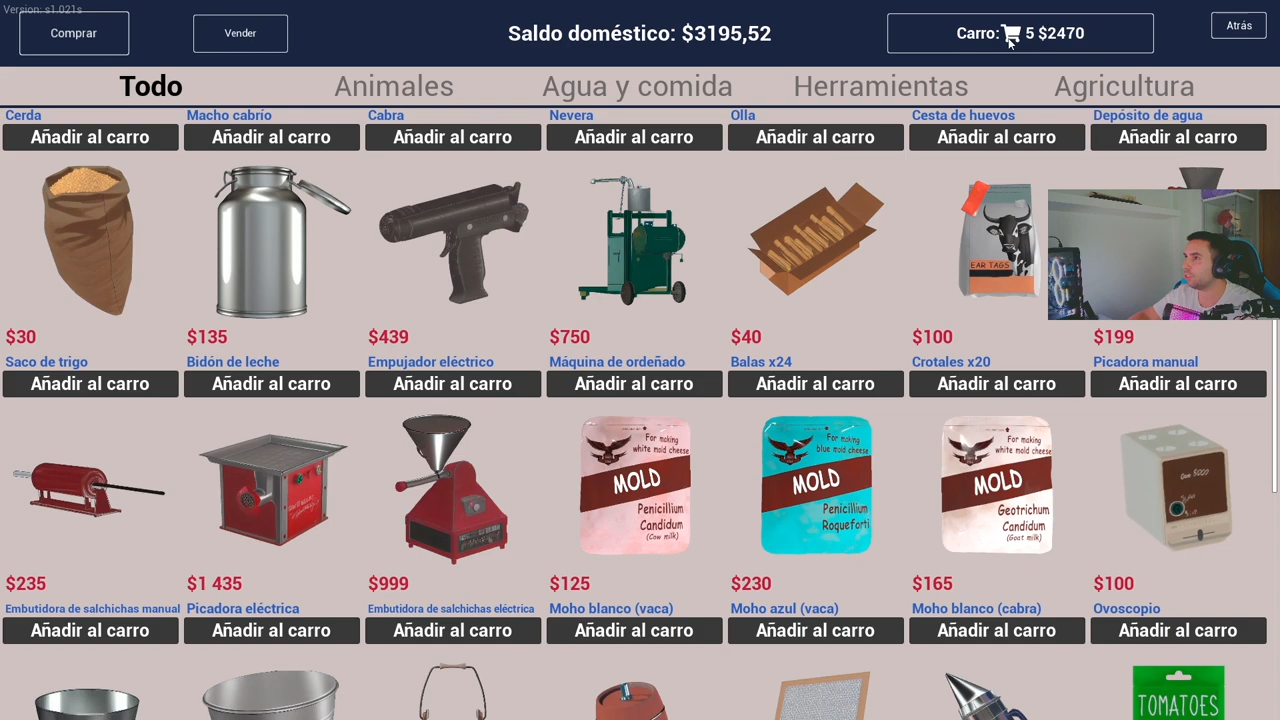 Version: s1.021s
Comprar
Vender
Saldo doméstico: $3195,52
Carro: 5 $2470
Atrás
Todo
Animales
Agua y comida
Herramientas
Agricultura
Cerda
Macho cabrío
Cabra
Nevera
Olla
Cesta de huevos
Depósito de agua
Añadir al carro
Añadir al carro
Añadir al carro
Añadir al carro
Añadir al carro
Añadir al carro
Añadir al carro
EAR TAGS
$30
$135
$439
$750
$40
$100
$199
Saco de trigo
Bidón de leche
Empujador eléctrico
Máquina de ordeñado
Balas x24
Crotales x20
Picadora manual
Añadir al carro
Añadir al carro
Añadir al carro
Añadir al carro
Añadir al carro
Añadir al carro
Añadir al carro
For making
white mold cheese
MOLD
Penicillium
Candidum
(Cow milk)
For making
blue mold cheese
MOLD
Penicillium
Roqueforti
For making
white mold cheese
MOLD
Geotrichum
Candidum
(Goat milk)
$235
$1 435
$999
$125
$230
$165
$100
Embutidora de salchichas manual
Picadora eléctrica
Embutidora de salchichas eléctrica
Moho blanco (vaca)
Moho azul (vaca)
Moho blanco (cabra)
Ovoscopio
Añadir al carro
Añadir al carro
Añadir al carro
Añadir al carro
Añadir al carro
Añadir al carro
Añadir al carro
TOMATOES